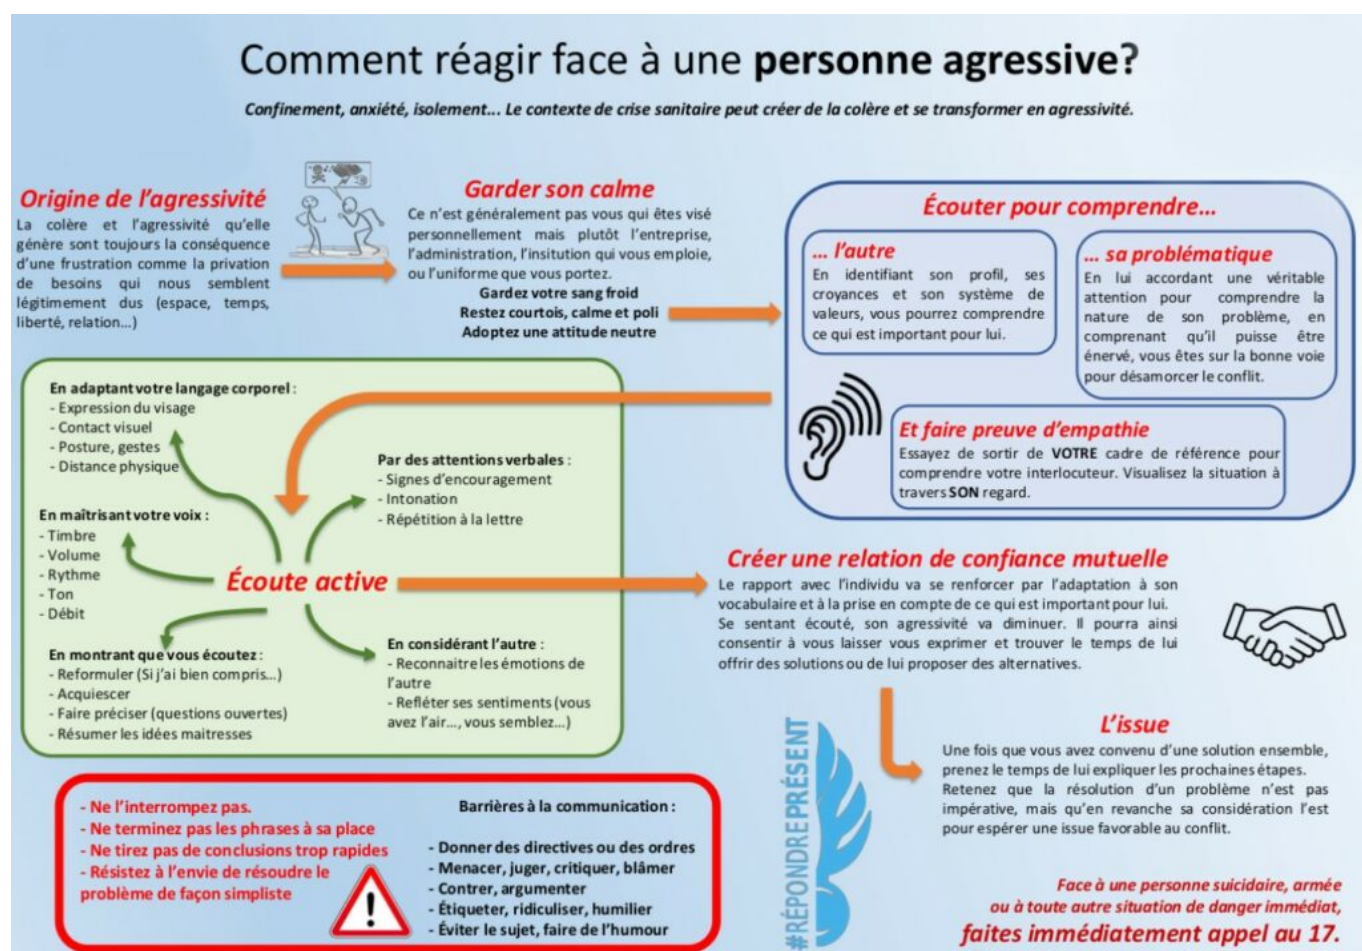 Comment réagir face à une personne agressive?
Confinement, anxiété, isolement... Le contexte de crise sanitaire peut créer de la colère et se transformer en agressivité.
Origine de l'agressivité
La colère et l'agressivité qu'elle
génère sont toujours la conséquence
d'une frustration comme la privation
de besoins qui nous semblent
légitimement dus (espace, temps,
liberté, relation...)
Garder son calme
Ce n'est généralement pas vous qui êtes visé
personnellement mais plutôt l'entreprise,
l'administration, l'insitution qui vous emploie,
ou l'uniforme que vous portez.
Gardez votre sang froid
Restez courtois, calme et poli
Adoptez une attitude neutre
Écouter pour comprendre...
... l'autre
En identifiant son profil, ses
croyances et son système de
valeurs, vous pourrez comprendre
ce qui est important pour lui.
... sa problématique
En lui accordant une véritable
attention pour comprendre la
nature de son problème, en
comprenant qu'il puisse être
énervé, vous êtes sur la bonne voie
pour désamorcer le conflit.
Et faire preuve d'empathie
Essayez de sortir de VOTRE cadre de référence pour
comprendre votre interlocuteur. Visualisez la situation à
travers SON regard.
En adaptant votre langage corporel :
- Expression du visage
- Contact visuel
- Posture, gestes
- Distance physique
Par des attentions verbales :
- Signes d'encouragement
- Intonation
- Répétition à la lettre
En maîtrisant votre voix :
- Timbre
- Volume
- Rythme
- Ton
- Débit
Écoute active
En montrant que vous écoutez :
- Reformuler (Si j'ai bien compris...)
- Acquiescer
- Faire préciser (questions ouvertes)
- Résumer les idées maitresses
En considérant l'autre :
- Reconnaitre les émotions de
l'autre
- Refléter ses sentiments (vous
avez l'air..., vous semblez...)
Créer une relation de confiance mutuelle
Le rapport avec l'individu va se renforcer par l'adaptation à son
vocabulaire et à la prise en compte de ce qui est important pour lui.
Se sentant écouté, son agressivité va diminuer. Il pourra ainsi
consentir à vous laisser vous exprimer et trouver le temps de lui
offrir des solutions ou de lui proposer des alternatives.
L'issue
Une fois que vous avez convenu d'une solution ensemble,
prenez le temps de lui expliquer les prochaines étapes.
Retenez que la résolution d'un problème n'est pas
impérative, mais qu'en revanche sa considération l'est
pour espérer une issue favorable au conflit.
#RÉPONDREPRÉSENT
- Ne l'interrompez pas.
- Ne terminez pas les phrases à sa place
- Ne tirez pas de conclusions trop rapides
- Résistez à l'envie de résoudre le
problème de façon simpliste
!
Barrières à la communication :
- Donner des directives ou des ordres
- Menacer, juger, critiquer, blâmer
- Contrer, argumenter
- Étiqueter, ridiculiser, humilier
- Éviter le sujet, faire de l'humour
Face à une personne suicidaire, armée
ou à toute autre situation de danger immédiat,
faites immédiatement appel au 17.